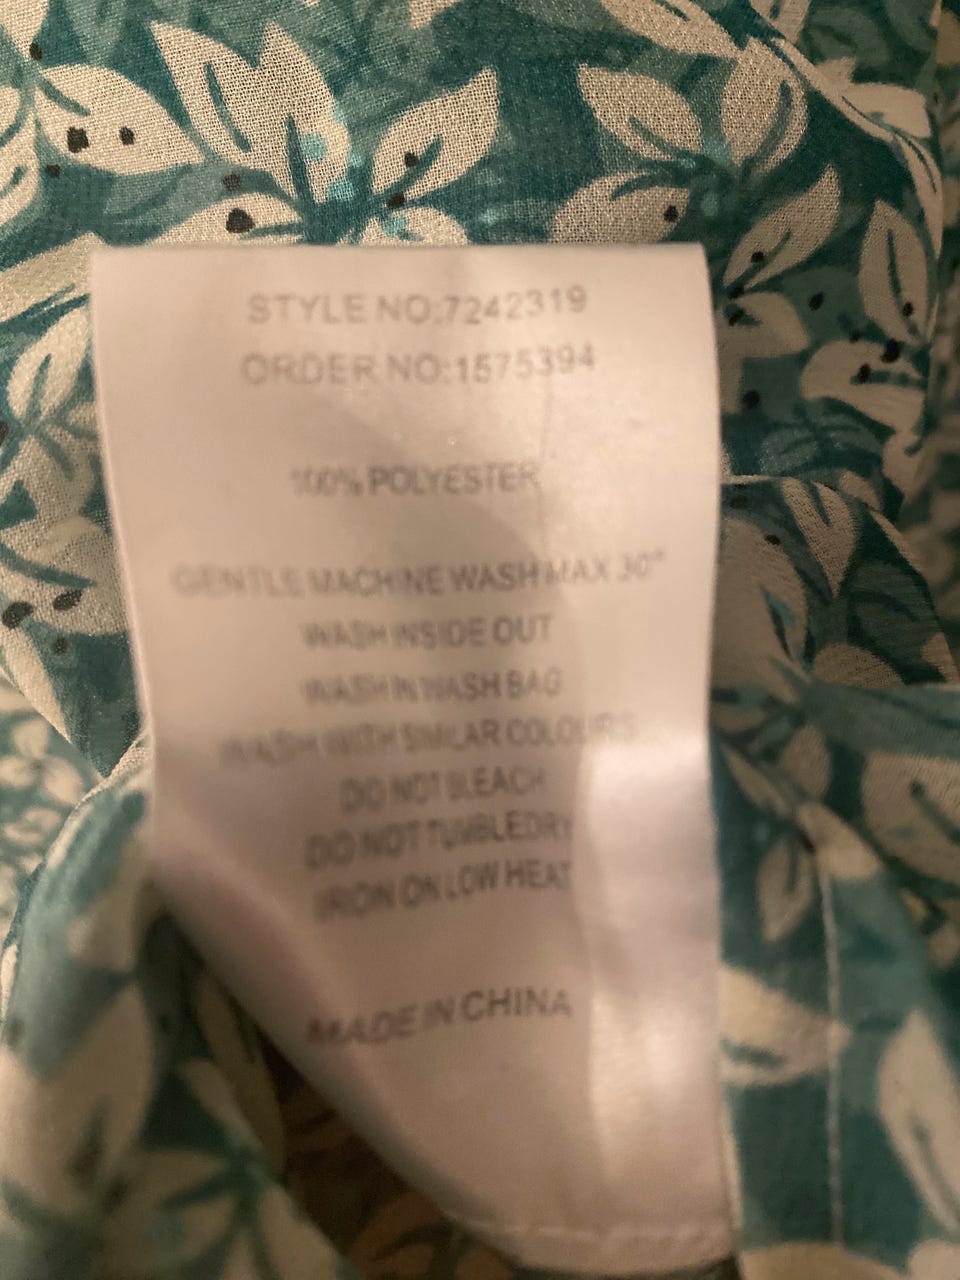 STYLE NO:7242319
ORDER NO:1575394
100% POLYESTER
GENTLE MACHINE WASH MAX 30°
WASH INSIDE OUT
WASH IN WASH BAG
WASH WITH SIMILAR COLOURS
DO NOT BLEACH
DO NOT TUMBLEDRY
IRON ON LOW HEAT
MADE IN CHINA